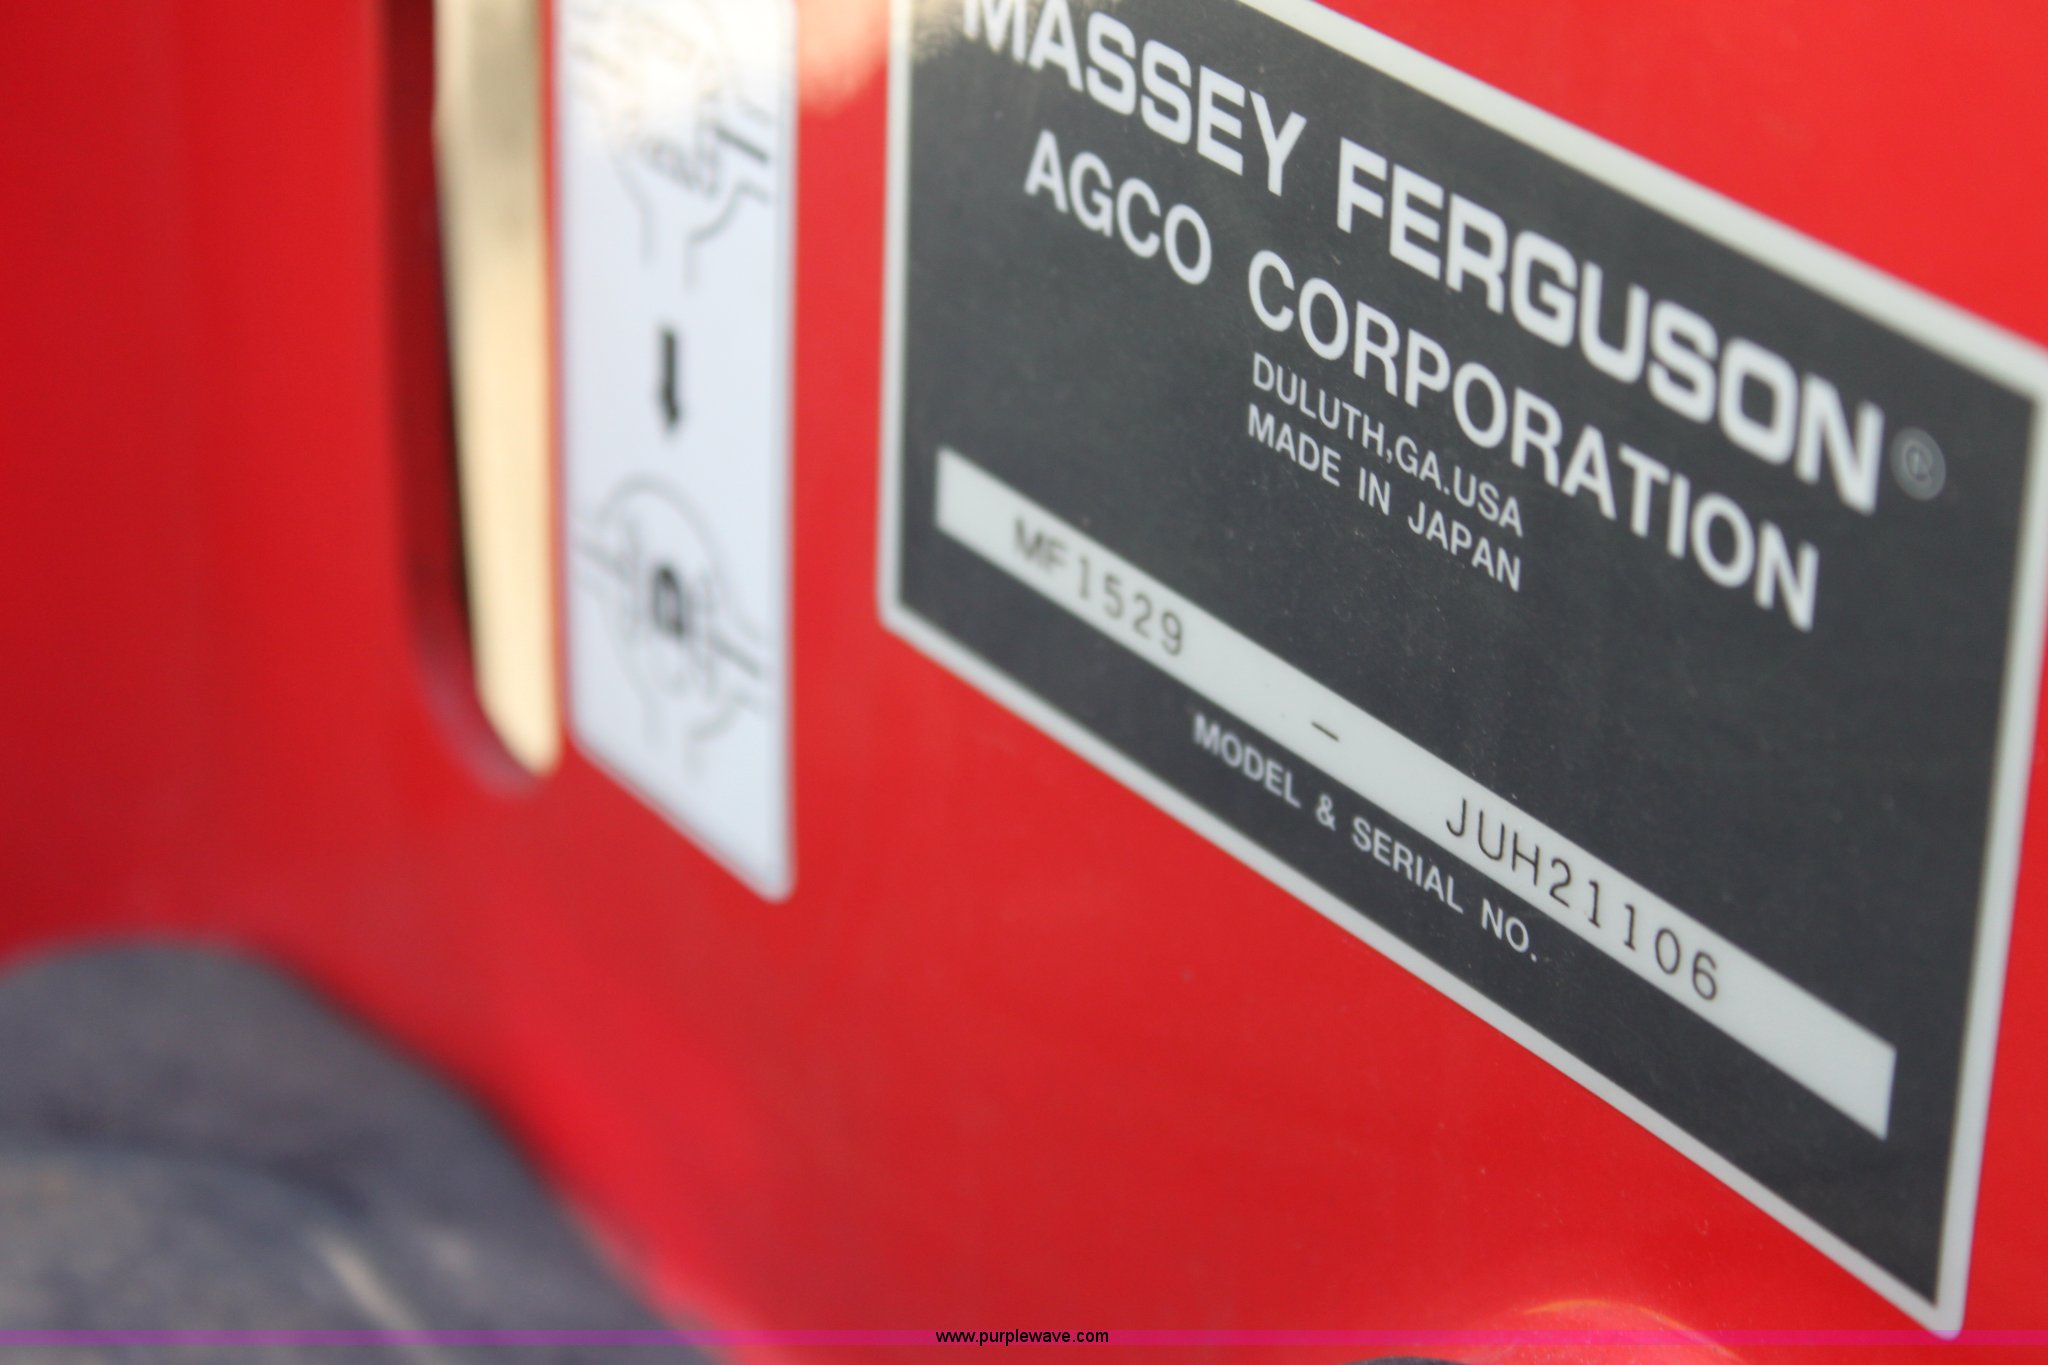 MASSEY FERGUSON®
AGCO CORPORATION
DULUTH,GA.USA
MADE IN JAPAN
MF1529 - JUH21106
MODEL & SERIAL NO.
www.purplewave.com